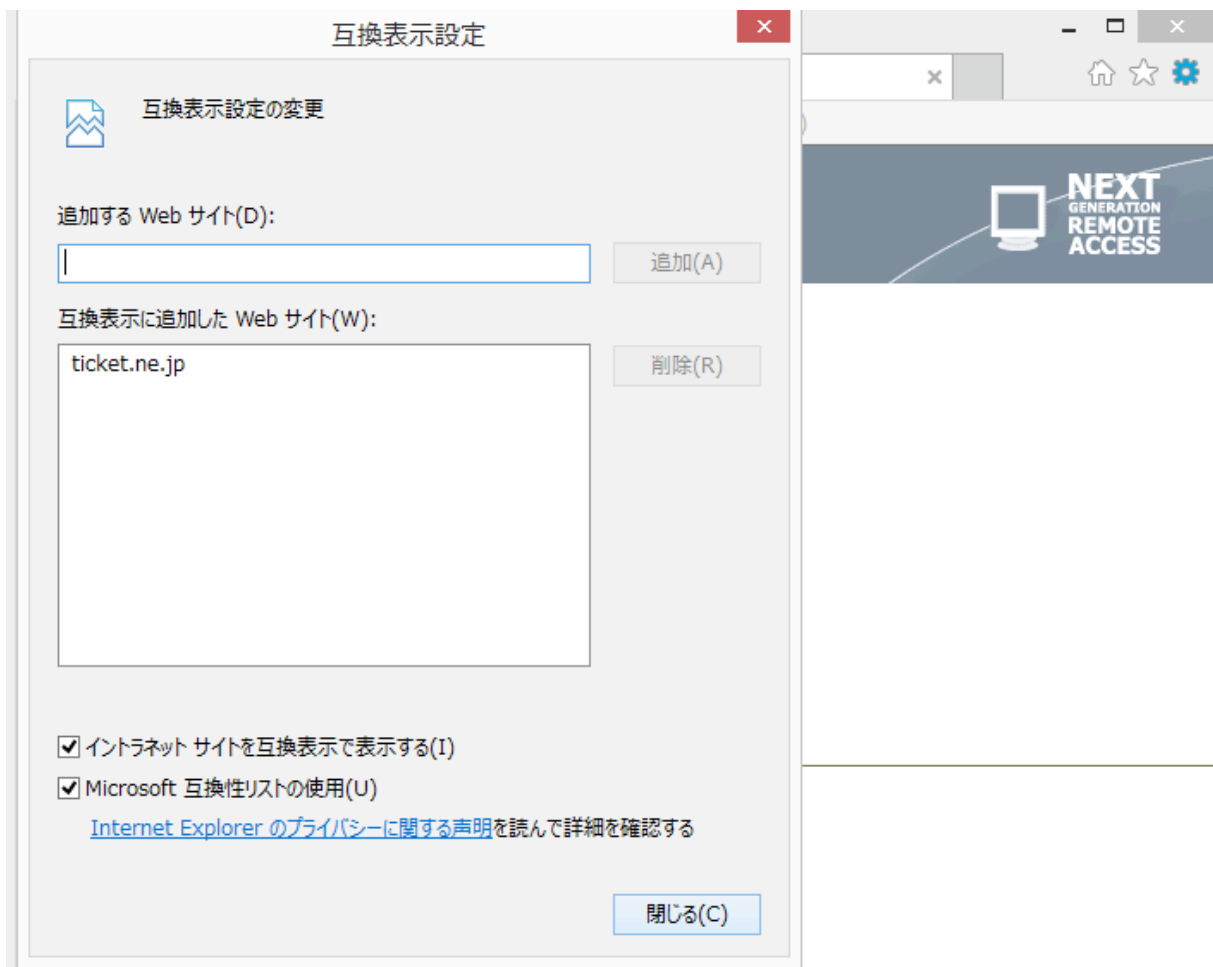 互換表示設定
互換表示設定の変更
追加する Web サイト(D):
追加(A)
互換表示に追加した Web サイト(W):
ticket.ne.jp
削除(R)
イントラネット サイトを互換表示で表示する(I)
Microsoft 互換性リストの使用(U)
Internet Explorer のプライバシーに関する声明を読んで詳細を確認する
閉じる(C)
)
NEXT
GENERATION
REMOTE
ACCESS